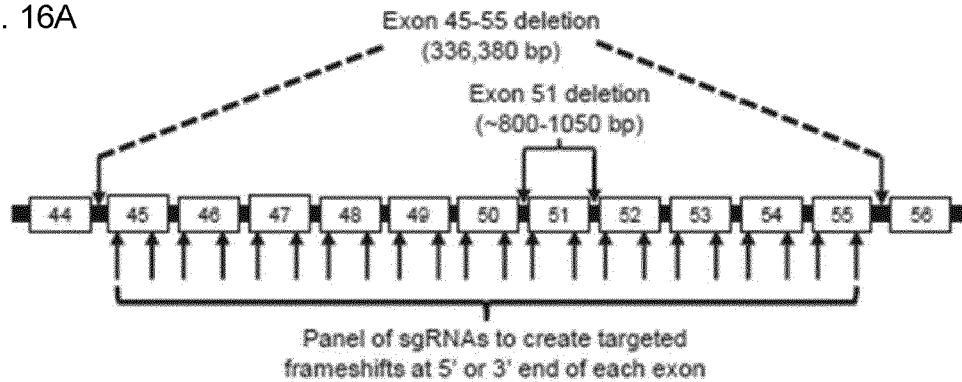 . 16A
Exon 45-55 deletion
(336,380 bp)
Exon 51 deletion
(~800-1050 bp)
44 45 46 47 48 49 50 51 52 53 54 55 56
Panel of sgRNAs to create targeted
frameshifts at 5' or 3' end of each exon